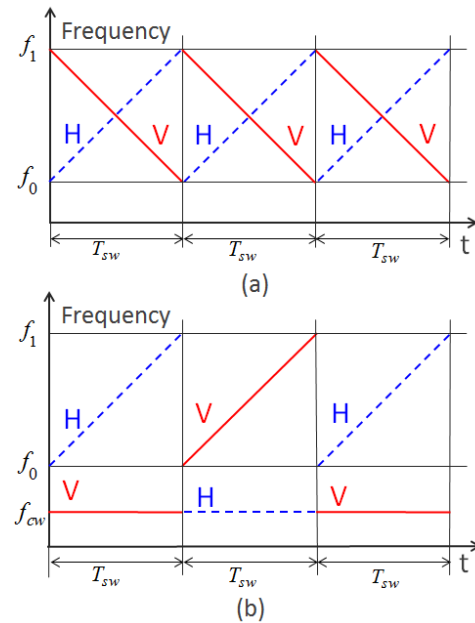 Frequency
f1
H V H V H V
f0
t
Tsw Tsw Tsw
(a)
Frequency
f1
H V H
f0
V H V
fcw
t
Tsw Tsw Tsw
(b)